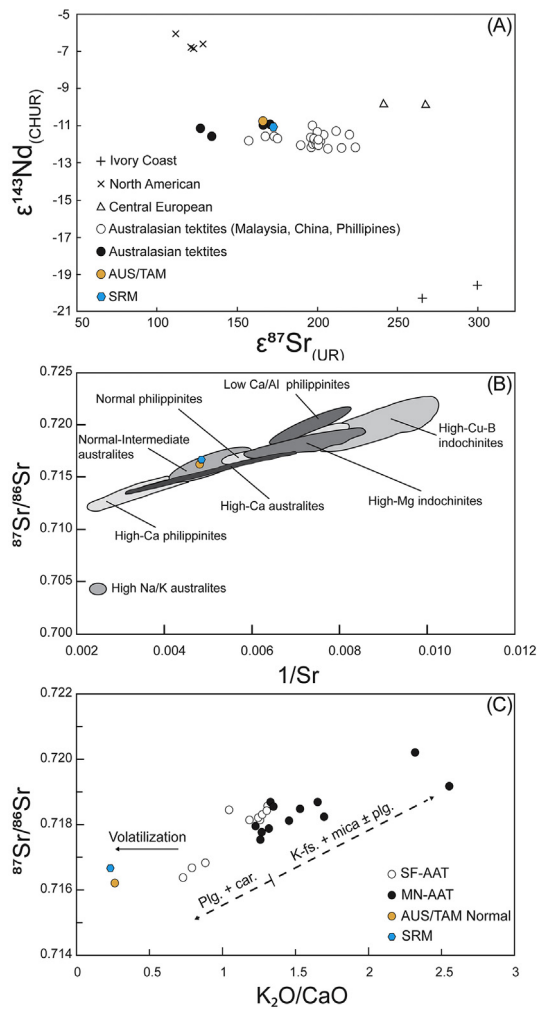 (A)
-5
-7
-9
-11
-13
-15
-17
-19
-21
ε¹⁴³Nd(CHUR)
Ivory Coast
North American
Central European
Australasian tektites (Malaysia, China, Phillipines)
Australasian tektites
AUS/TAM
SRM
50 100 150 200 250 300
ε⁸⁷Sr(UR)
(B)
0.725
0.720
0.715
0.710
0.705
0.700
⁸⁷Sr/⁸⁶Sr
Low Ca/Al philippinites
Normal philippinites
Normal-Intermediate
australites
High-Cu-B
indochinites
High-Ca australites
High-Mg indochinites
High-Ca philippinites
High Na/K australites
0.002 0.004 0.006 0.008 0.010 0.012
1/Sr
(C)
0.722
0.720
0.718
0.716
0.714
⁸⁷Sr/⁸⁶Sr
Volatilization
Plg. + car.
K-fs. + mica ± plg.
SF-AAT
MN-AAT
AUS/TAM Normal
SRM
0 0.5 1 1.5 2 2.5 3
K₂O/CaO